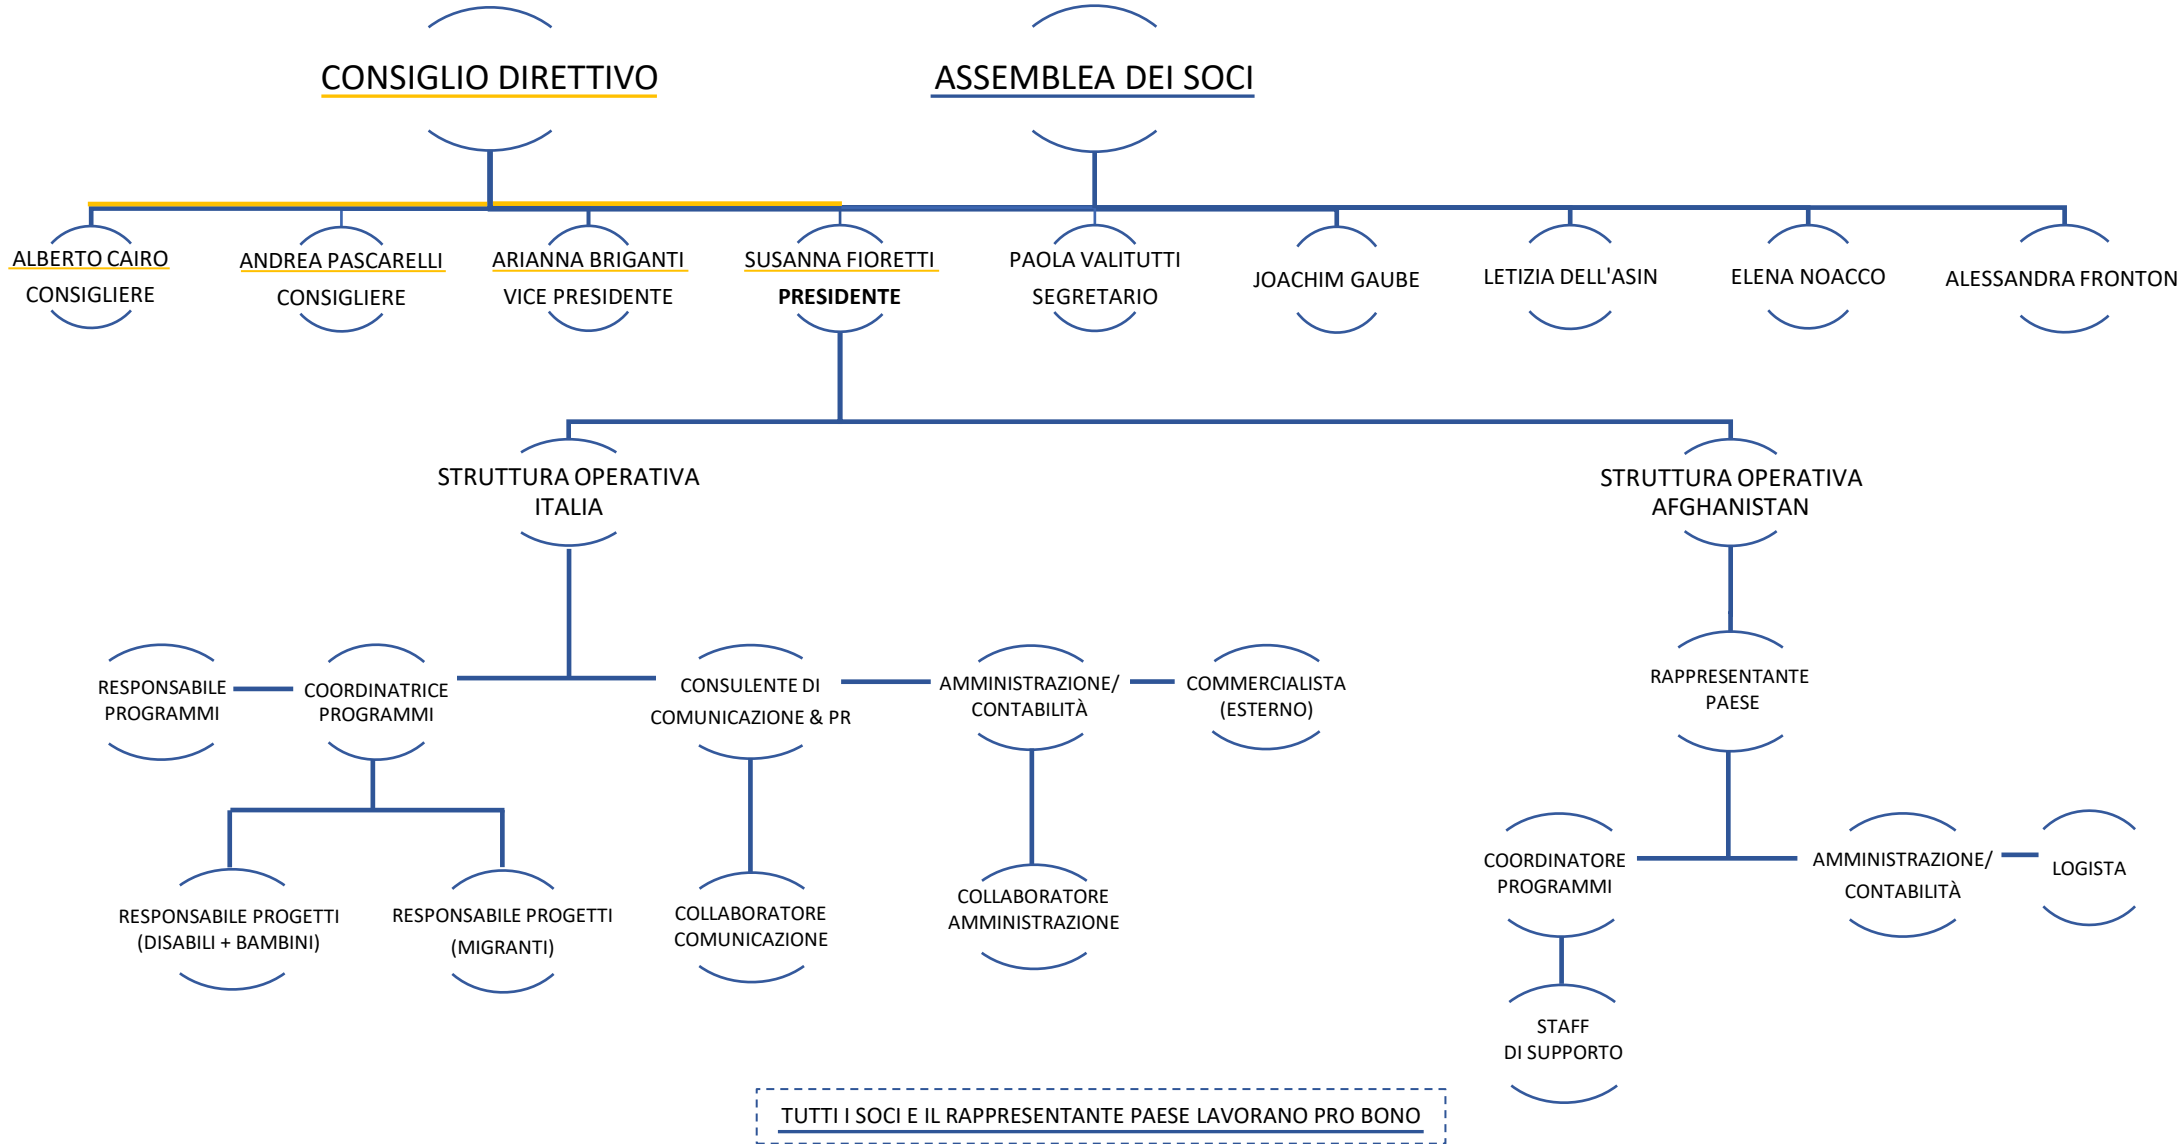 CONSIGLIO DIRETTIVO
ASSEMBLEA DEI SOCI
ALBERTO CAIRO
CONSIGLIERE
ANDREA PASCARELLI
CONSIGLIERE
ARIANNA BRIGANTI
VICE PRESIDENTE
SUSANNA FIORETTI
PRESIDENTE
PAOLA VALITUTTI
SEGRETARIO
JOACHIM GAUBE
LETIZIA DELL'ASIN
ELENA NOACCO
ALESSANDRA FRONTON
STRUTTURA OPERATIVA
ITALIA
STRUTTURA OPERATIVA
AFGHANISTAN
RESPONSABILE
PROGRAMMI
COORDINATRICE
PROGRAMMI
CONSULENTE DI
COMUNICAZIONE & PR
AMMINISTRAZIONE/
CONTABILITÀ
COMMERCIALISTA
(ESTERNO)
RAPPRESENTANTE
PAESE
RESPONSABILE PROGETTI
(DISABILI + BAMBINI)
RESPONSABILE PROGETTI
(MIGRANTI)
COLLABORATORE
COMUNICAZIONE
COLLABORATORE
AMMINISTRAZIONE
COORDINATORE
PROGRAMMI
AMMINISTRAZIONE/
CONTABILITÀ
LOGISTA
STAFF
DI SUPPORTO
TUTTI I SOCI E IL RAPPRESENTANTE PAESE LAVORANO PRO BONO